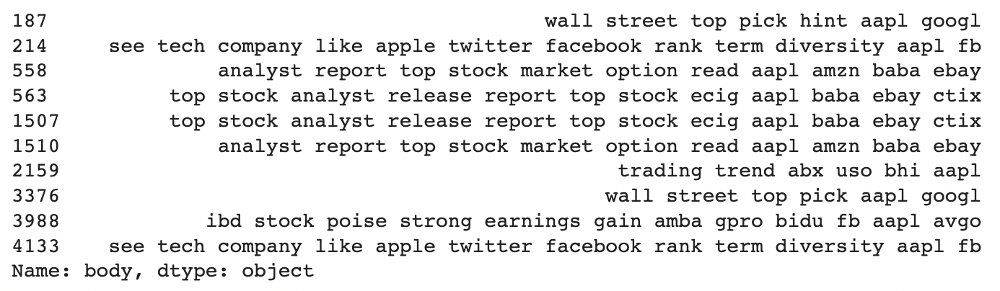 187 wall street top pick hint aapl googl
214 see tech company like apple twitter facebook rank term diversity aapl fb
558 analyst report top stock market option read aapl amzn baba ebay
563 top stock analyst release report top stock ecig aapl baba ebay ctix
1507 top stock analyst release report top stock ecig aapl baba ebay ctix
1510 analyst report top stock market option read aapl amzn baba ebay
2159 trading trend abx uso bhi aapl
3376 wall street top pick aapl googl
3988 ibd stock poise strong earnings gain amba gpro bidu fb aapl avgo
4133 see tech company like apple twitter facebook rank term diversity aapl fb
Name: body, dtype: object